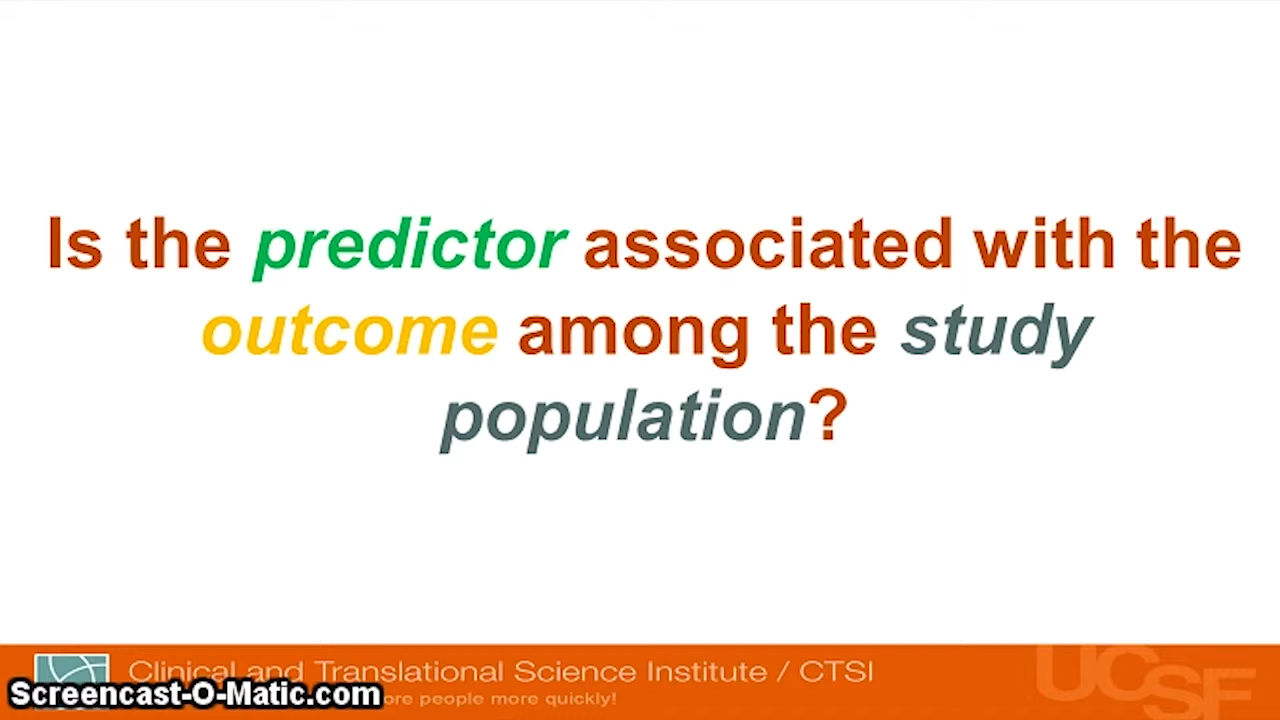 Is the predictor associated with the
outcome among the study
population?
Clinical and Translational Science Institute / CTSI
Screencast-O-Matic.com
more people more quickly!
UCSF